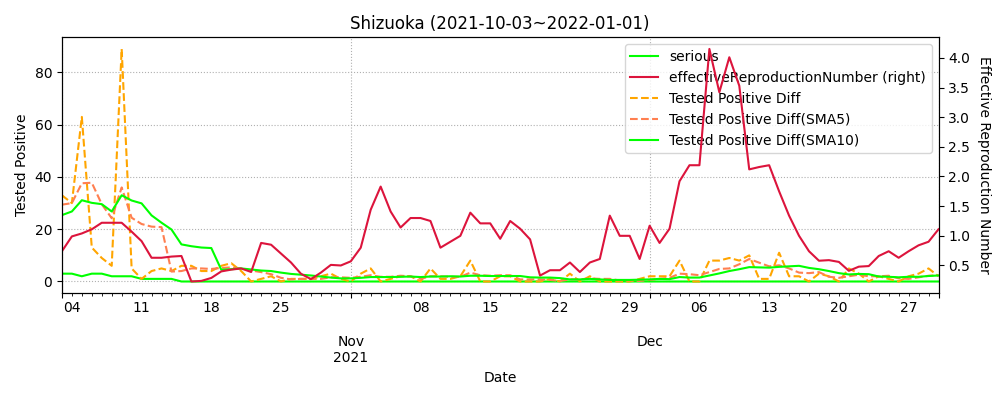 Shizuoka (2021-10-03~2022-01-01)
serious
effectiveReproductionNumber (right)
Tested Positive Diff
Tested Positive Diff(SMA5)
Tested Positive Diff(SMA10)
Tested Positive
80
60
40
20
0
4.0
3.5
3.0
2.5
2.0
1.5
1.0
0.5
Effective Reproduction Number
04 11 18 25 08 15 22 29 06 13 20 27
Nov Dec
2021
Date